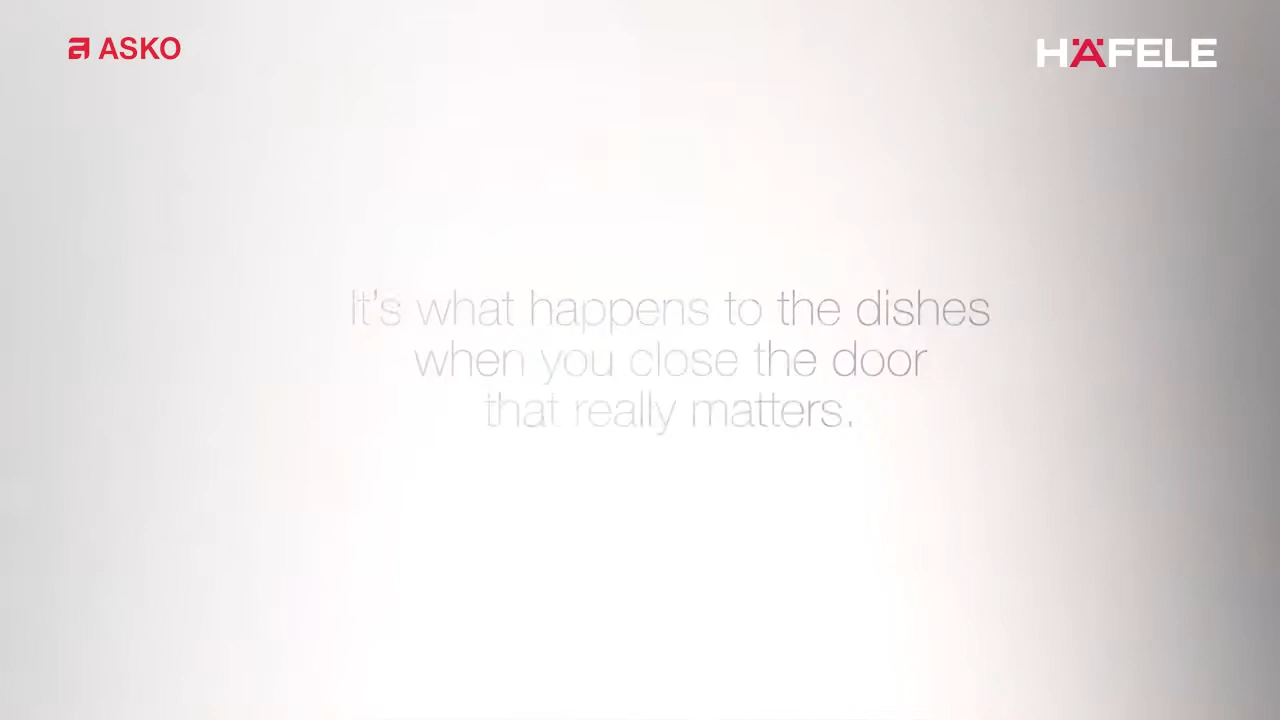 ASKO
HÄFELE
It's what happens to the dishes
when you close the door
that really matters.